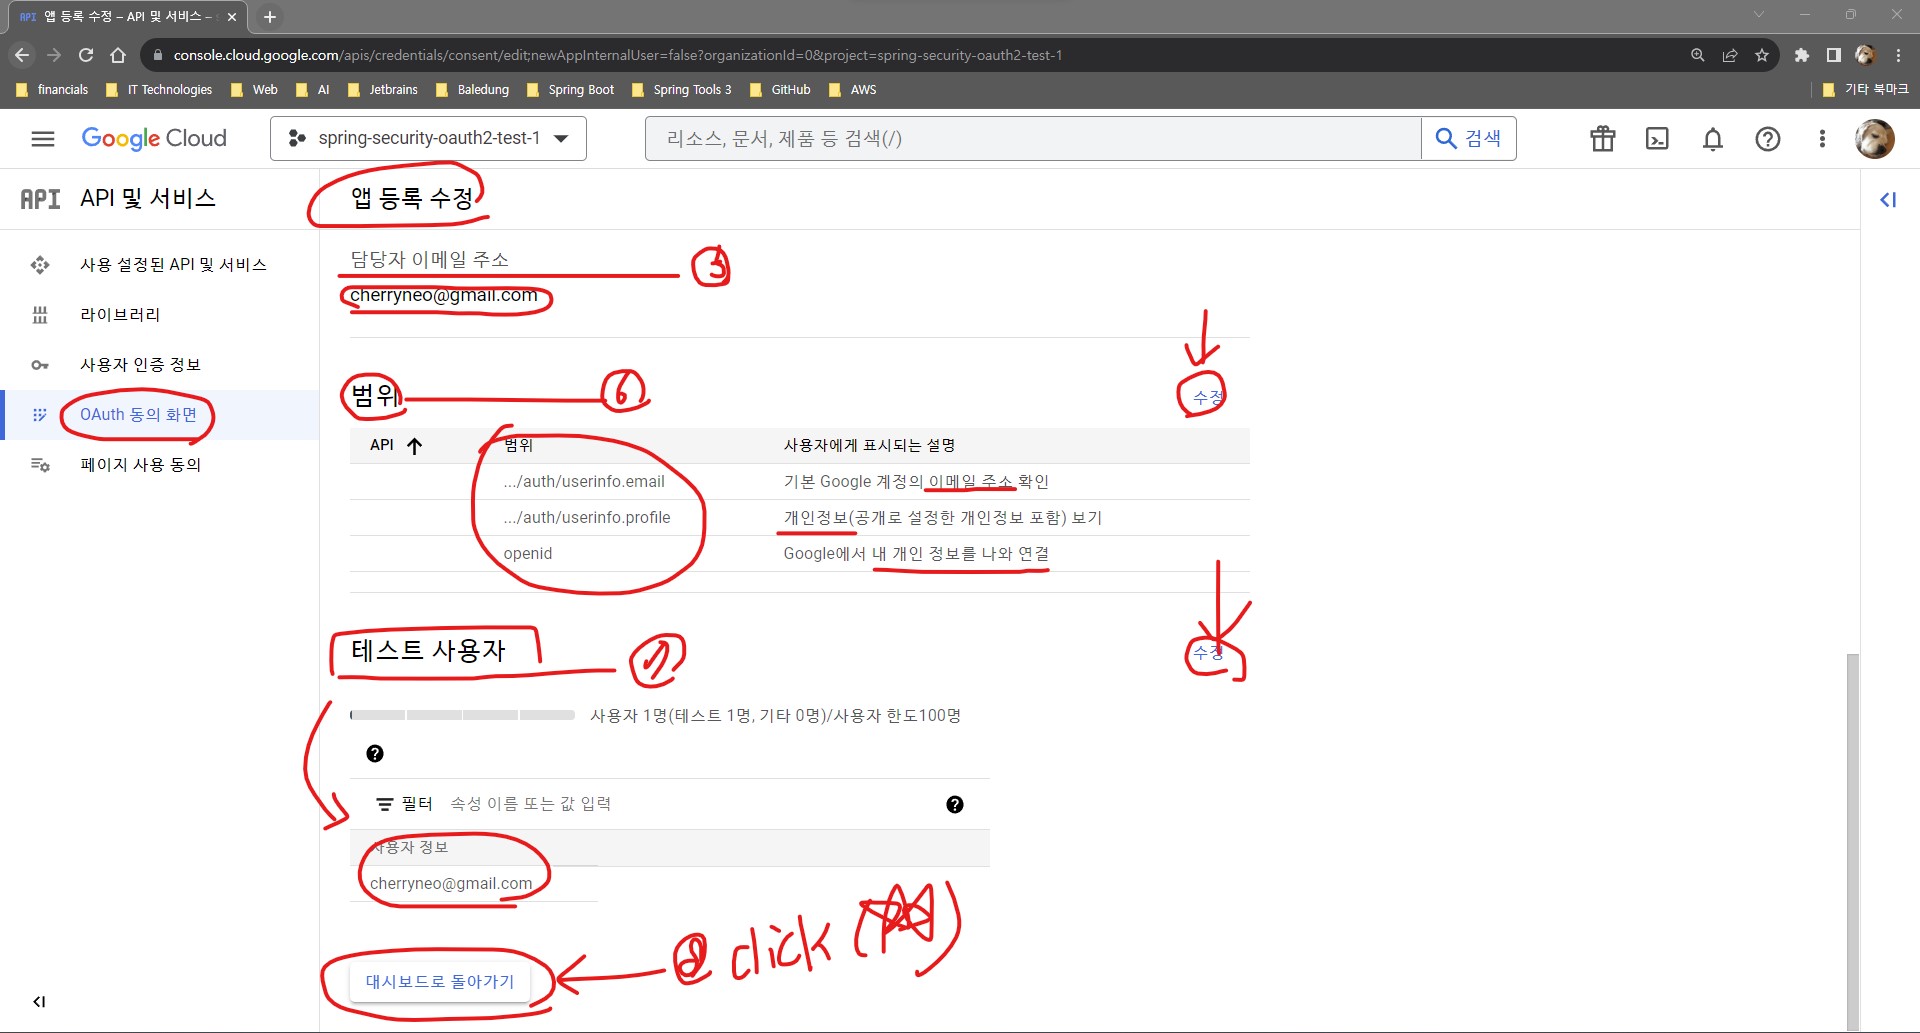 API 앱 등록 수정 – API 및 서비스 –
console.cloud.google.com/apis/credentials/consent/edit;newAppInternalUser=false?organizationId=0&project=spring-security-oauth2-test-1
financials IT Technologies Web AI Jetbrains Baledung Spring Boot Spring Tools 3 GitHub AWS 기타 북마크
Google Cloud spring-security-oauth2-test-1 리소스, 문서, 제품 등 검색(/) 검색
API API 및 서비스 앱 등록 수정
사용 설정된 API 및 서비스
라이브러리
사용자 인증 정보
OAuth 동의 화면
페이지 사용 동의
담당자 이메일 주소 5
cherryneo@gmail.com
범위 6 수정
API 범위 사용자에게 표시되는 설명
.../auth/userinfo.email 기본 Google 계정의 이메일 주소 확인
.../auth/userinfo.profile 개인정보(공개로 설정한 개인정보 포함) 보기
openid Google에서 내 개인 정보를 나와 연결
테스트 사용자 7 수정
사용자 1명(테스트 1명, 기타 0명)/사용자 한도100명
필터 속성 이름 또는 값 입력
사용자 정보
cherryneo@gmail.com
대시보드로 돌아가기 8 click